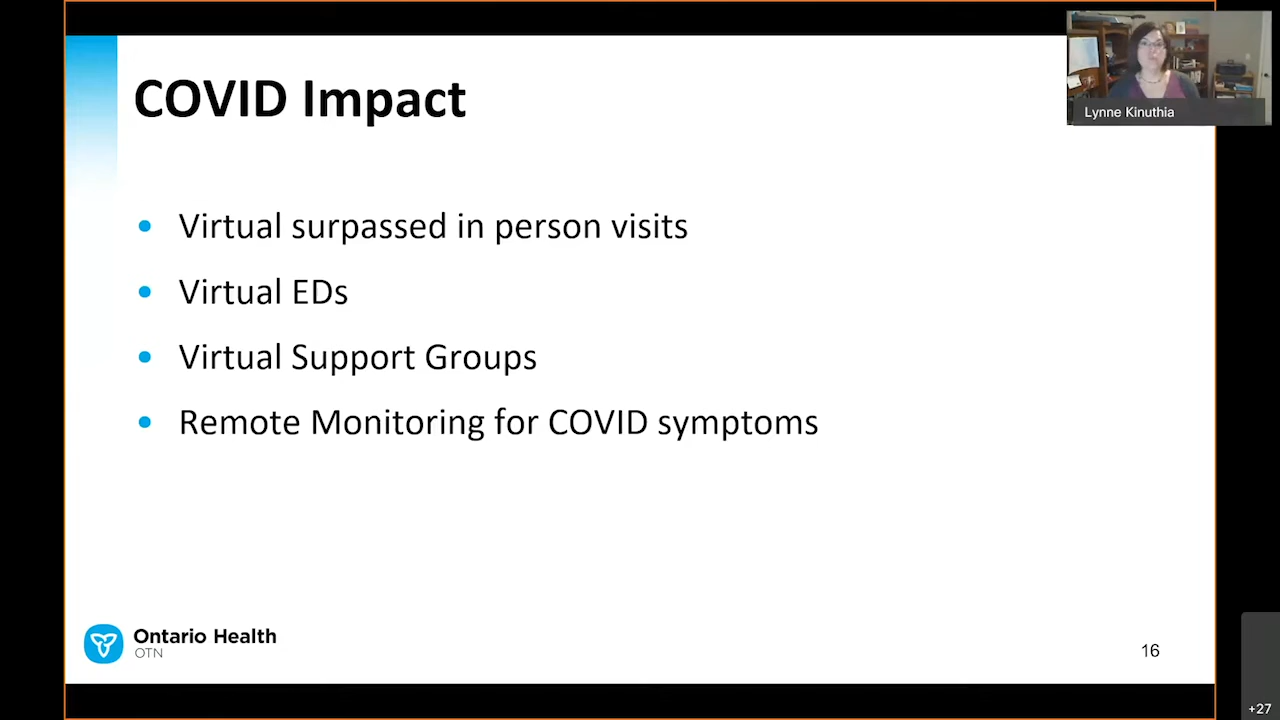 COVID Impact
Lynne Kinuthia
• Virtual surpassed in person visits
• Virtual EDs
• Virtual Support Groups
• Remote Monitoring for COVID symptoms
Ontario Health
OTN
16
+27